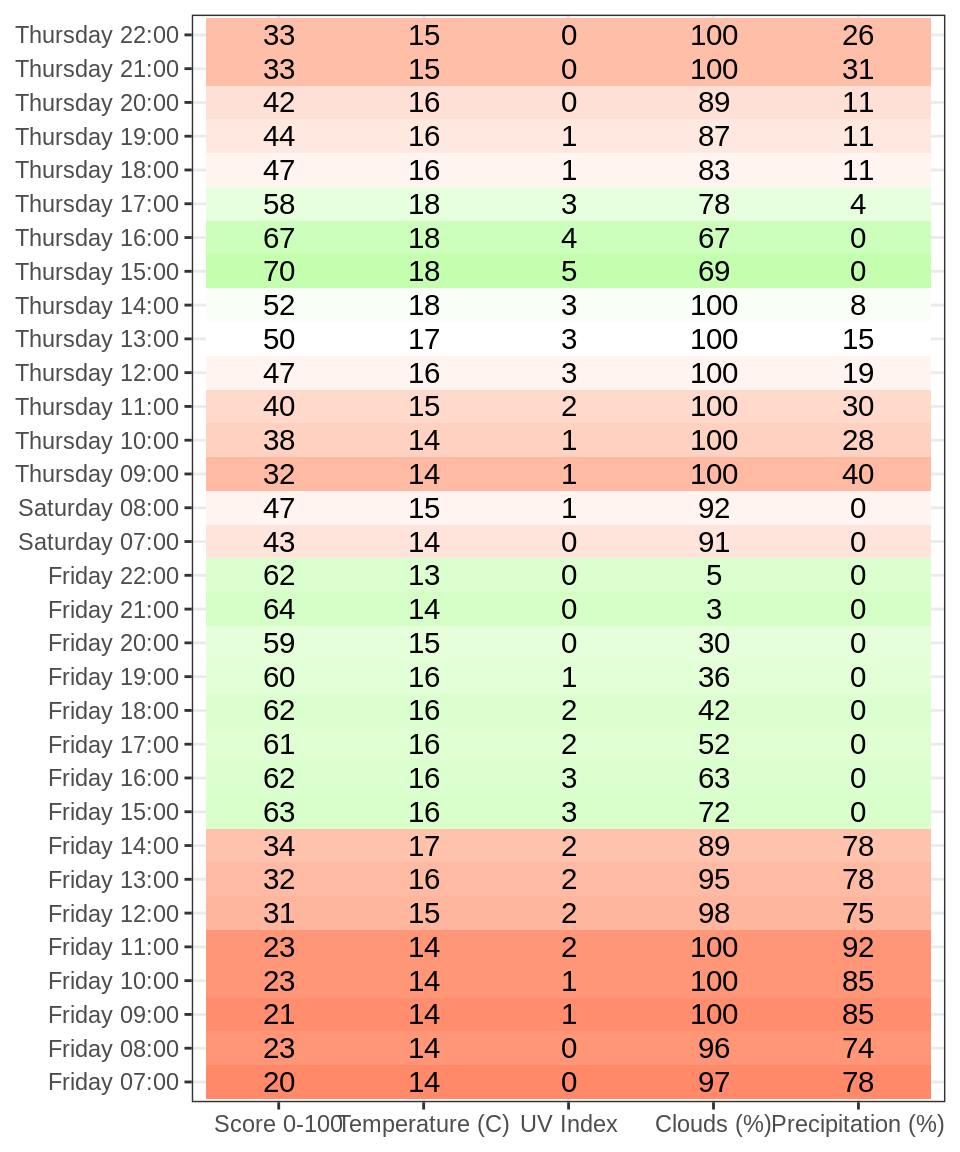 Thursday 22:00 33 15 0 100 26
Thursday 21:00 33 15 0 100 31
Thursday 20:00 42 16 0 89 11
Thursday 19:00 44 16 1 87 11
Thursday 18:00 47 16 1 83 11
Thursday 17:00 58 18 3 78 4
Thursday 16:00 67 18 4 67 0
Thursday 15:00 70 18 5 69 0
Thursday 14:00 52 18 3 100 8
Thursday 13:00 50 17 3 100 15
Thursday 12:00 47 16 3 100 19
Thursday 11:00 40 15 2 100 30
Thursday 10:00 38 14 1 100 28
Thursday 09:00 32 14 1 100 40
Saturday 08:00 47 15 1 92 0
Saturday 07:00 43 14 0 91 0
Friday 22:00 62 13 0 5 0
Friday 21:00 64 14 0 3 0
Friday 20:00 59 15 0 30 0
Friday 19:00 60 16 1 36 0
Friday 18:00 62 16 2 42 0
Friday 17:00 61 16 2 52 0
Friday 16:00 62 16 3 63 0
Friday 15:00 63 16 3 72 0
Friday 14:00 34 17 2 89 78
Friday 13:00 32 16 2 95 78
Friday 12:00 31 15 2 98 75
Friday 11:00 23 14 2 100 92
Friday 10:00 23 14 1 100 85
Friday 09:00 21 14 1 100 85
Friday 08:00 23 14 0 96 74
Friday 07:00 20 14 0 97 78
Score 0-100 Temperature (C) UV Index Clouds (%) Precipitation (%)